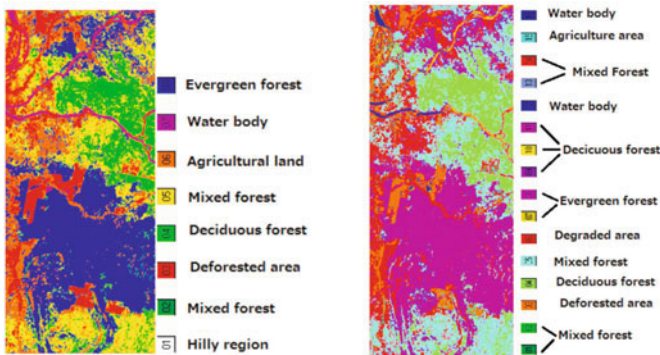 Evergreen forest
Water body
Agricultural land
Mixed forest
Deciduous forest
Deforested area
Mixed forest
Hilly region
Water body
Agriculture area
Mixed Forest
Water body
Decicuous forest
Evergreen forest
Degraded area
Mixed forest
Deciduous forest
Deforested area
Mixed forest